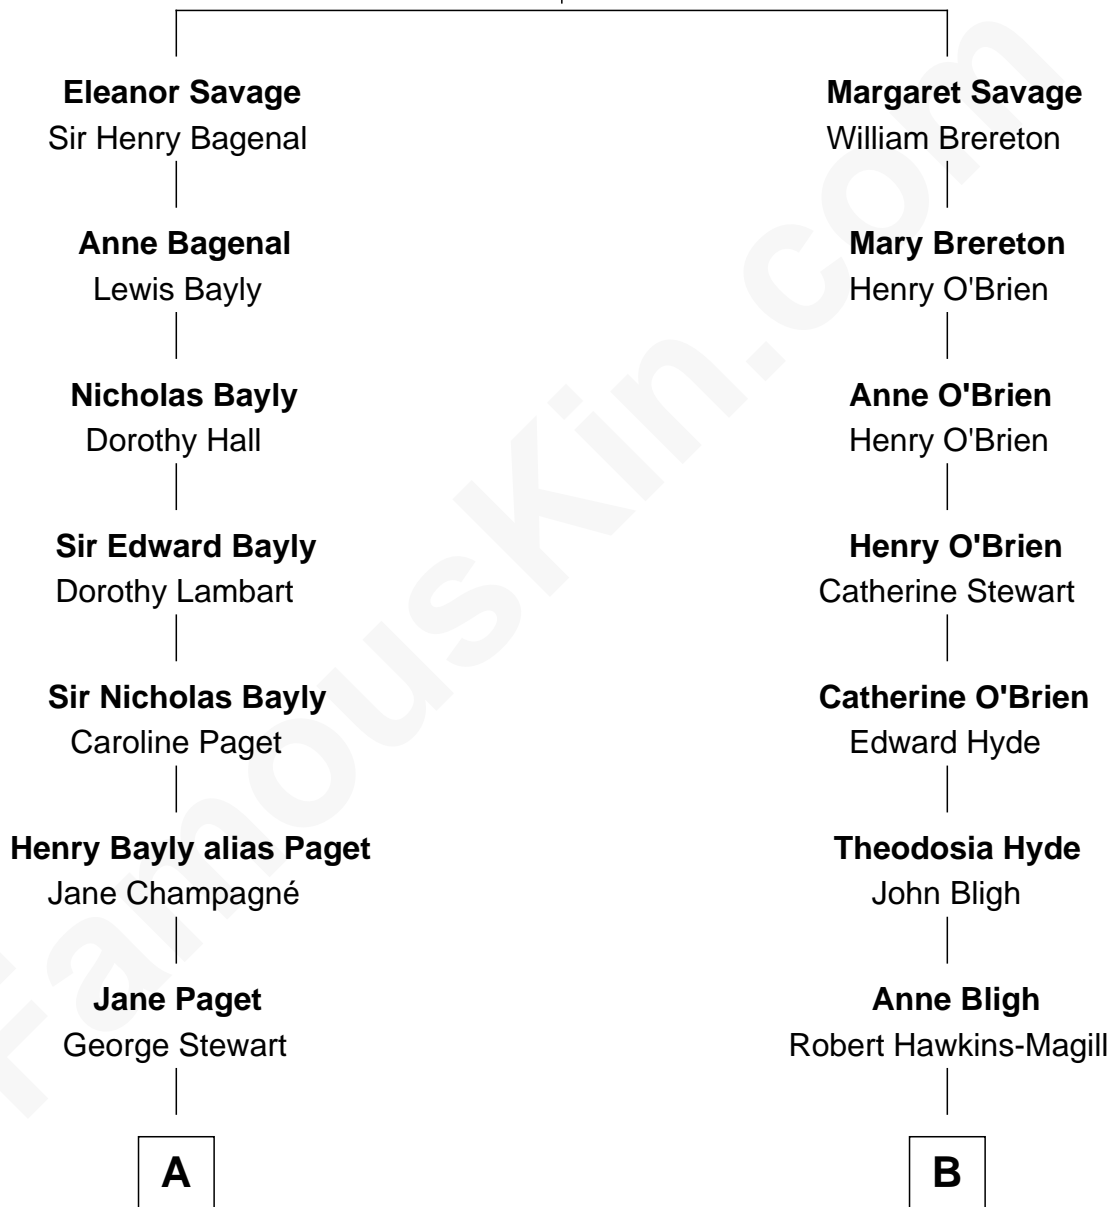 Eleanor Savage
Sir Henry Bagenal
Anne Bagenal
Lewis Bayly
Nicholas Bayly
Dorothy Hall
Sir Edward Bayly
Dorothy Lambart
Sir Nicholas Bayly
Caroline Paget
Henry Bayly alias Paget
Jane Champagné
Jane Paget
George Stewart
A
Margaret Savage
William Brereton
Mary Brereton
Henry O'Brien
Anne O'Brien
Henry O'Brien
Henry O'Brien
Catherine Stewart
Catherine O'Brien
Edward Hyde
Theodosia Hyde
John Bligh
Anne Bligh
Robert Hawkins-Magill
B
FamousKin.com